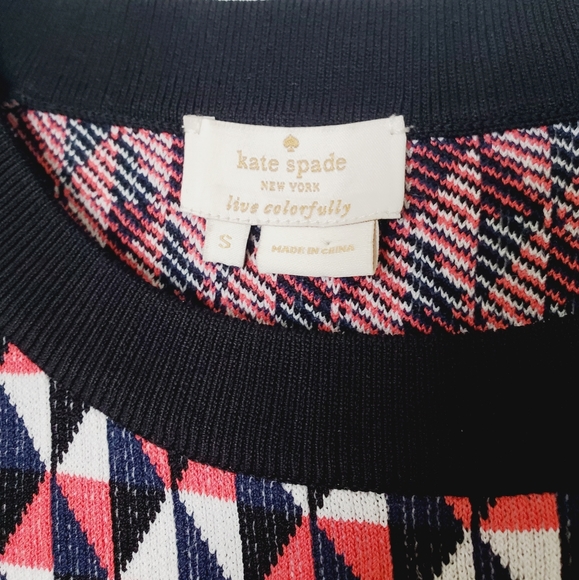 kate spade
NEW YORK
live colorfully
S
MADE IN CHINA